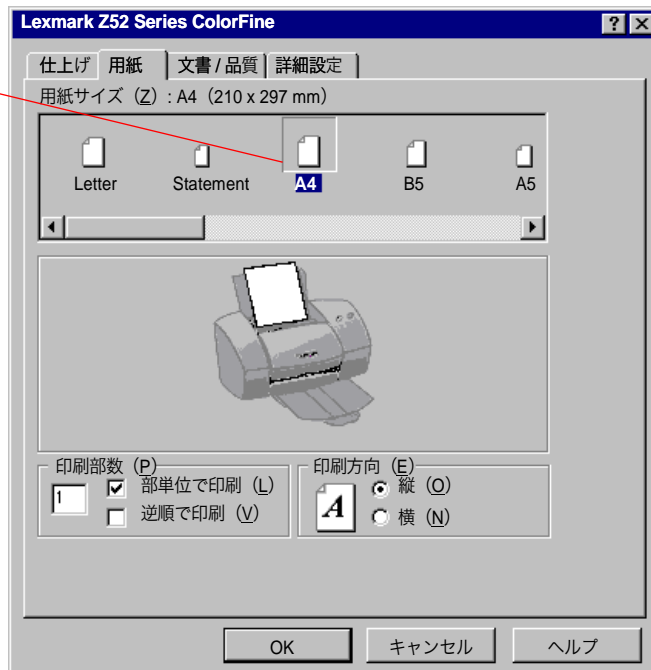 Lexmark Z52 Series ColorFine
仕上げ 用紙 文書 / 品質 詳細設定
用紙サイズ（Z）: A4（210 x 297 mm）
Letter Statement A4 B5 A5
印刷部数（P） 印刷方向（E）
1 部単位で印刷（L） A 縦（O）
逆順で印刷（V） 横（N）
OK キャンセル ヘルプ